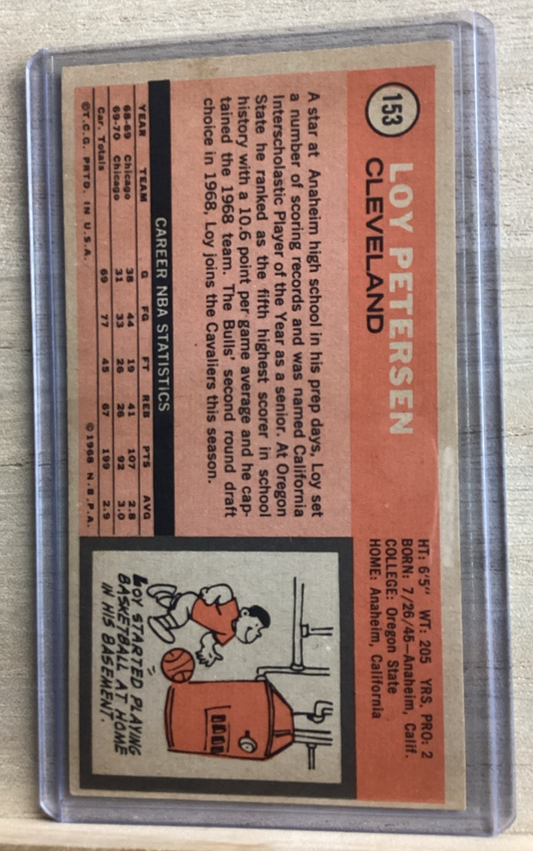 153
LOY PETERSEN
CLEVELAND
HT: 6'5" WT: 205 YRS. PRO: 2
BORN: 7/26/45—Anaheim, Calif.
COLLEGE: Oregon State
HOME: Anaheim, California
A star at Anaheim high school in his prep days, Loy set
a number of scoring records and was named California
Interscholastic Player of the Year as a senior. At Oregon
State he ranked as the fifth highest scorer in school
history with a 10.6 point per game average and he cap-
tained the 1968 team. The Bulls' second round draft
choice in 1968, Loy joins the Cavaliers this season.
CAREER NBA STATISTICS
YEAR TEAM G FG FT REB PTS AVG
68-69 Chicago 38 44 19 41 107 2.8
69-70 Chicago 31 33 26 26 92 3.0
Car. Totals 69 77 45 67 199 2.9
©T.C.G. PRTD. IN U.S.A. ©1968 N.B.P.A.
LOY STARTED PLAYING
BASKETBALL AT HOME
IN HIS BASEMENT.